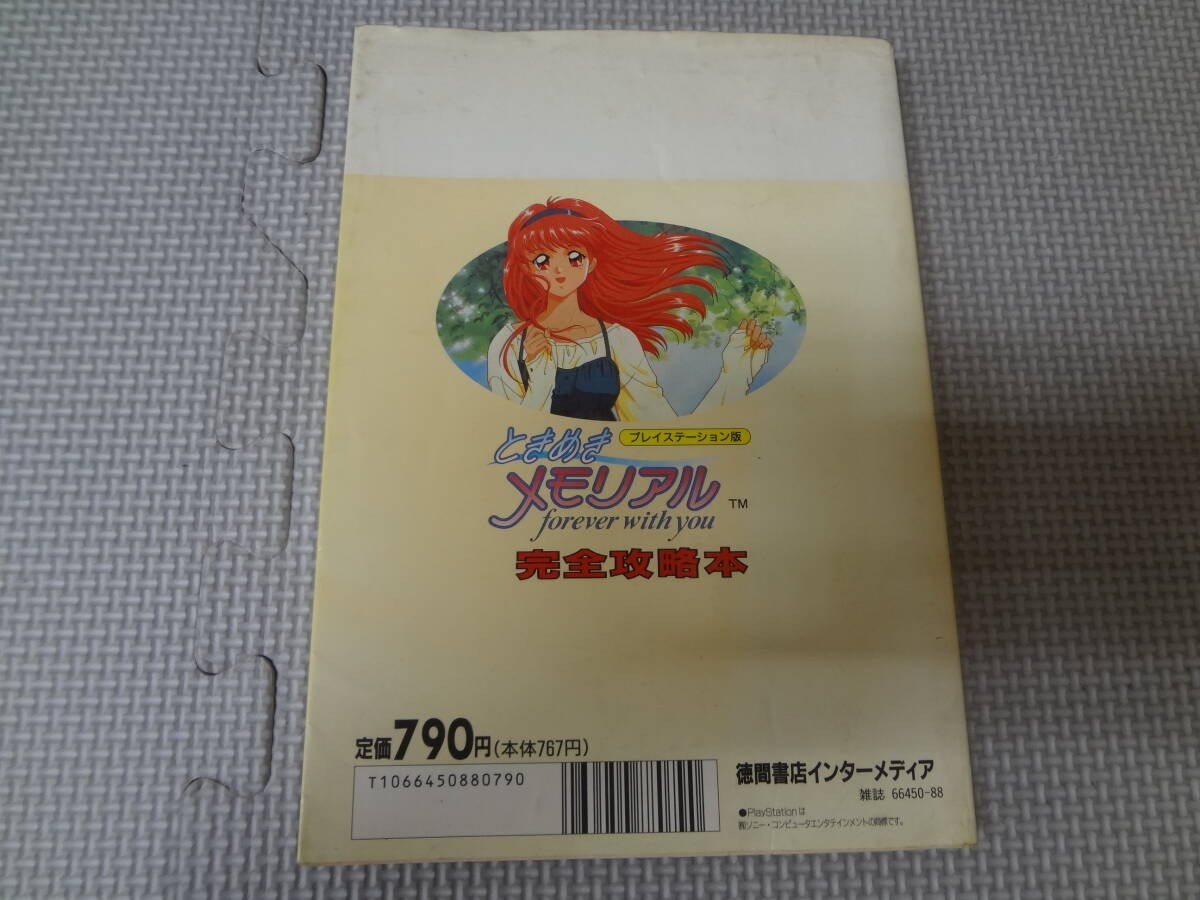 ときめき プレイステーション版
メモリアル TM
forever with you
完全攻略本
定価790円(本体767円)
T1066450880790
徳間書店インターメディア
雑誌 66450-88
●PlayStationは
㈱ソニー・コンピュータエンタテインメントの商標です。